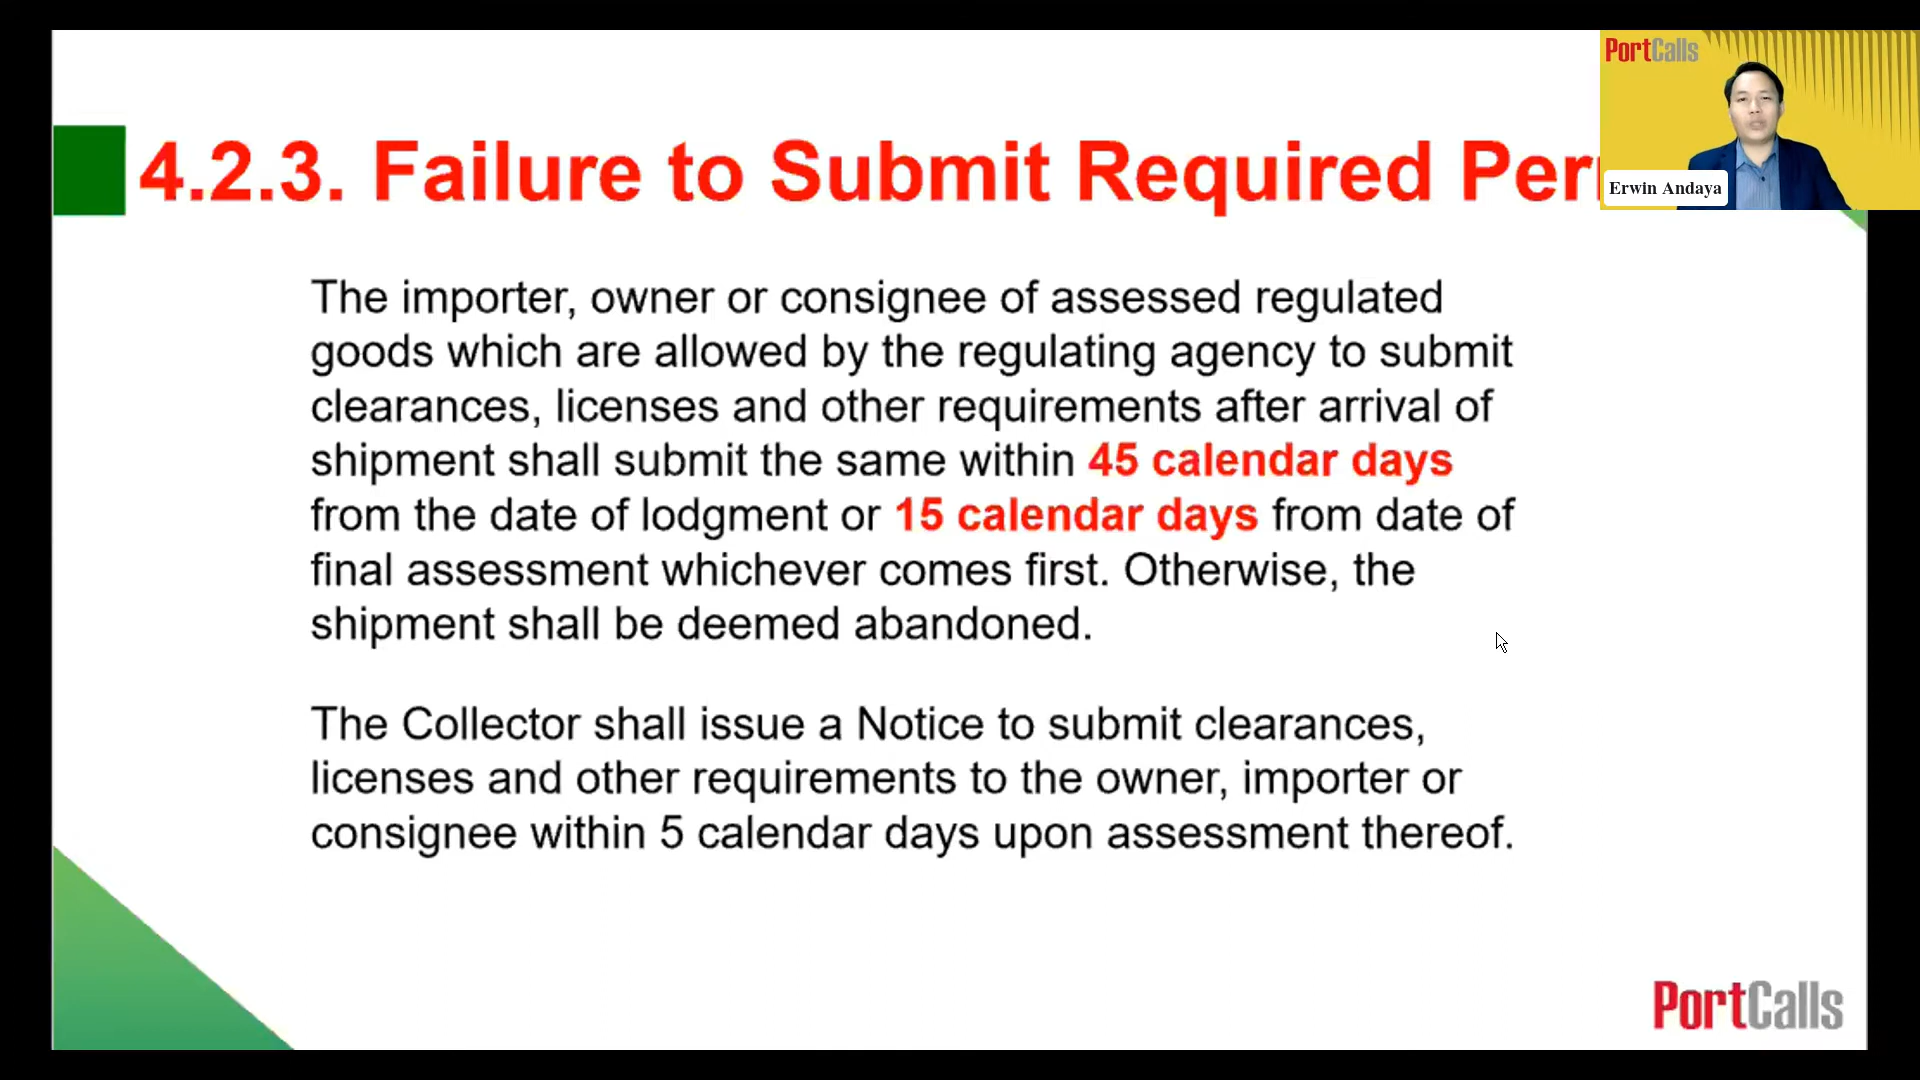 PortCalls
4.2.3. Failure to Submit Required
Erwin Andaya
The importer, owner or consignee of assessed regulated
goods which are allowed by the regulating agency to submit
clearances, licenses and other requirements after arrival of
shipment shall submit the same within 45 calendar days
from the date of lodgment or 15 calendar days from date of
final assessment whichever comes first. Otherwise, the
shipment shall be deemed abandoned.
The Collector shall issue a Notice to submit clearances,
licenses and other requirements to the owner, importer or
consignee within 5 calendar days upon assessment thereof.
PortCalls